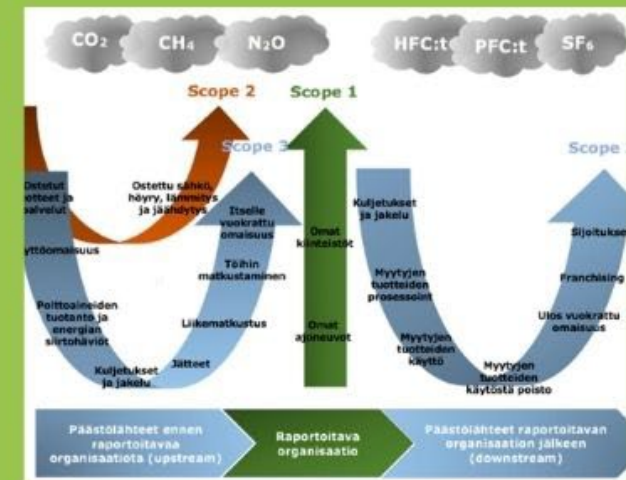 CO₂
CH₄
N₂O
HFC:t
PFC:t
SF₆
Scope 2
Scope 1
Scope 3
Scope
Ostetut
otteet ja
palvelut
yttöomaisuus
Polttoaineiden
tuotanto ja
energian
siirtohäviöt
Kuljetukset
ja jakelu
Jätteet
Liikematkustus
Töihin
matkustaminen
Itselle
vuokrattu
omaisuus
Ostettu sähkö,
höyry, lämmitys
ja jäähdytys
Omat
kiinteistöt
Omat
ajoneuvot
Kuljetukset
ja jakelu
Myytyjen
tuotteiden
prosessoint
Myytyjen
tuotteiden
käyttö
Myytyjen
tuotteiden
käytöstä poisto
Ulos vuokrattu
omaisuus
Franchising
Sijoitukse
Päästölähteet ennen
raportoitavaa
organisaatiota (upstream)
Raportoitava
organisaatio
Päästölähteet raportoitavan
organisaation jälkeen
(downstream)